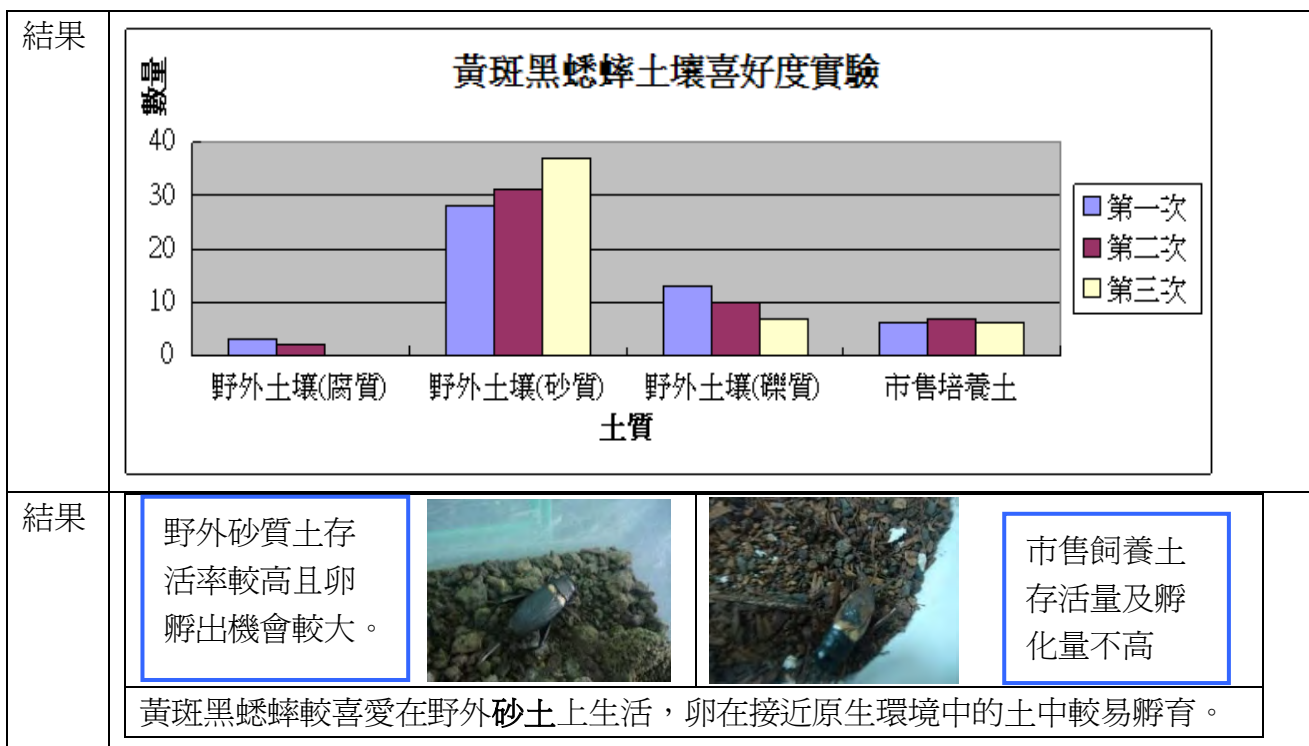 結果
黃斑黑蟋蟀土壤喜好度實驗
數量
40
30
20
10
0
野外土壤(腐質) 野外土壤(砂質) 野外土壤(礫質) 市售培養土
土質
第一次
第二次
第三次
結果
野外砂質土存
活率較高且卵
孵出機會較大。
市售飼養土
存活量及孵
化量不高
黃斑黑蟋蟀較喜愛在野外砂土上生活，卵在接近原生環境中的土中較易孵育。